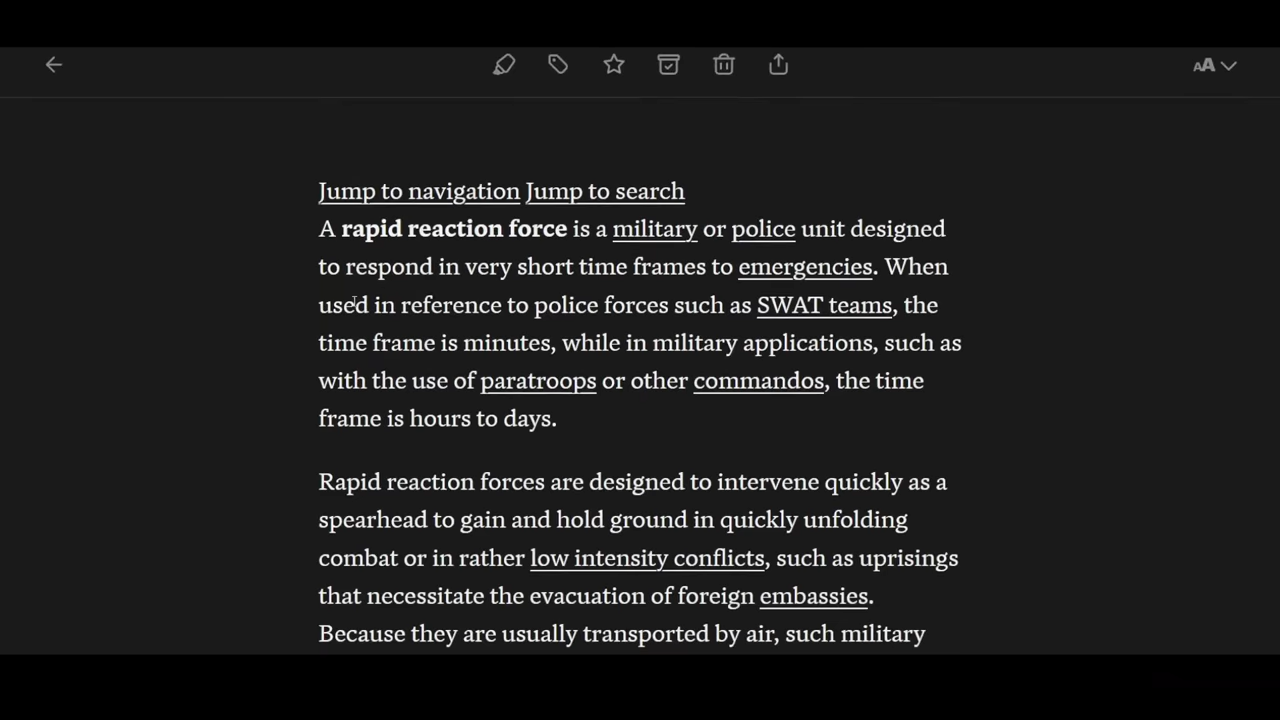 AA
Jump to navigation Jump to search
A rapid reaction force is a military or police unit designed
to respond in very short time frames to emergencies. When
used in reference to police forces such as SWAT teams, the
time frame is minutes, while in military applications, such as
with the use of paratroops or other commandos, the time
frame is hours to days.
Rapid reaction forces are designed to intervene quickly as a
spearhead to gain and hold ground in quickly unfolding
combat or in rather low intensity conflicts, such as uprisings
that necessitate the evacuation of foreign embassies.
Because they are usually transported by air, such military